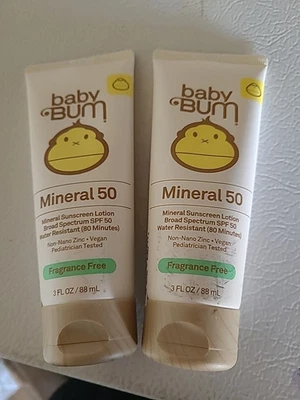 baby
BUM
Mineral 50
Mineral Sunscreen Lotion
Broad Spectrum SPF 50
Water Resistant (80 Minutes)
Non-Nano Zinc • Vegan
Pediatrician Tested
Fragrance Free
3 FL OZ / 88 mL
baby
BUM
Mineral 50
Mineral Sunscreen Lotion
Broad Spectrum SPF 50
Water Resistant (80 Minutes)
Non-Nano Zinc • Vegan
Pediatrician Tested
Fragrance Free
3 FL OZ / 88 mL